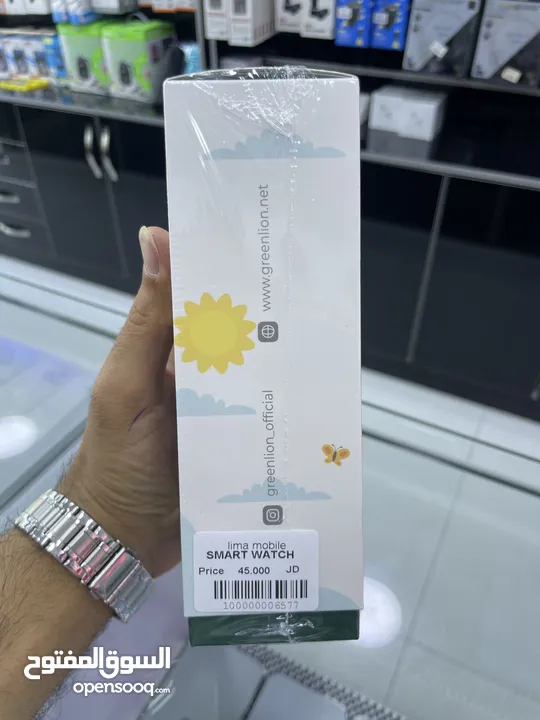 www.greenlion.net
greenlion_official
lima mobile
SMART WATCH
Price 45.000 JD
100000006577
السوق المفتوح
opensooq.com